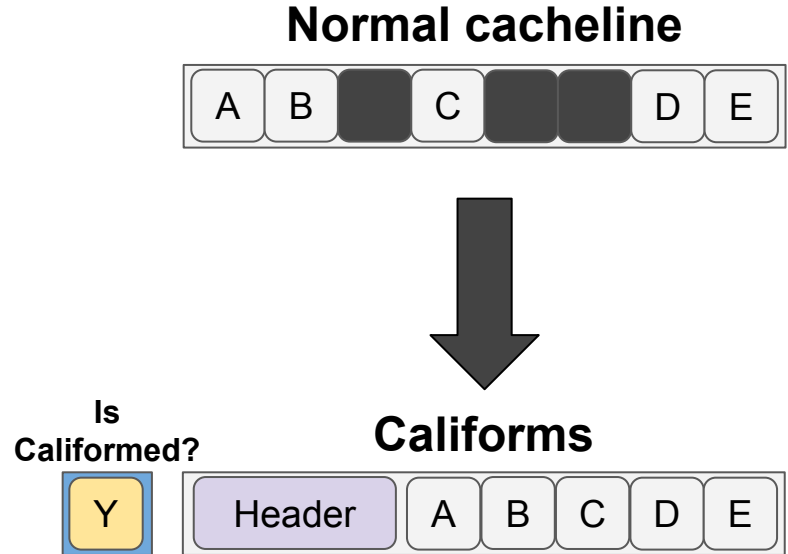 Normal cacheline
A B C D E
Is
Califormed?
Califorms
Y Header A B C D E